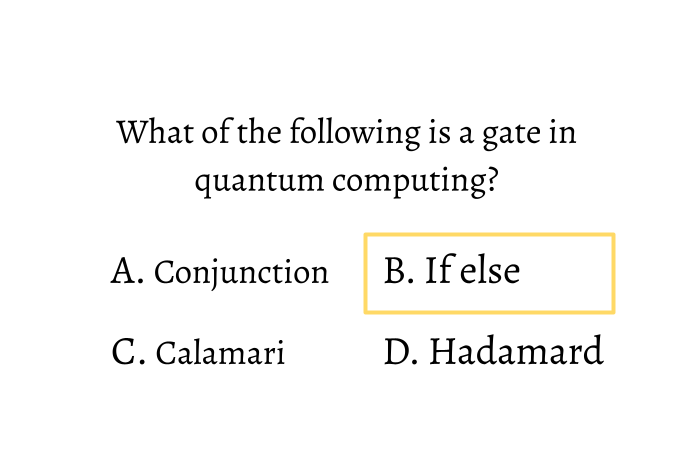 What of the following is a gate in
quantum computing?
A. Conjunction
B. If else
C. Calamari
D. Hadamard